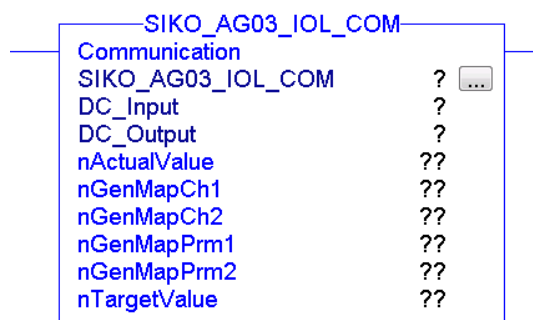 SIKO_AG03_IOL_COM
Communication
SIKO_AG03_IOL_COM ? ...
DC_Input ?
DC_Output ?
nActualValue ??
nGenMapCh1 ??
nGenMapCh2 ??
nGenMapPrm1 ??
nGenMapPrm2 ??
nTargetValue ??